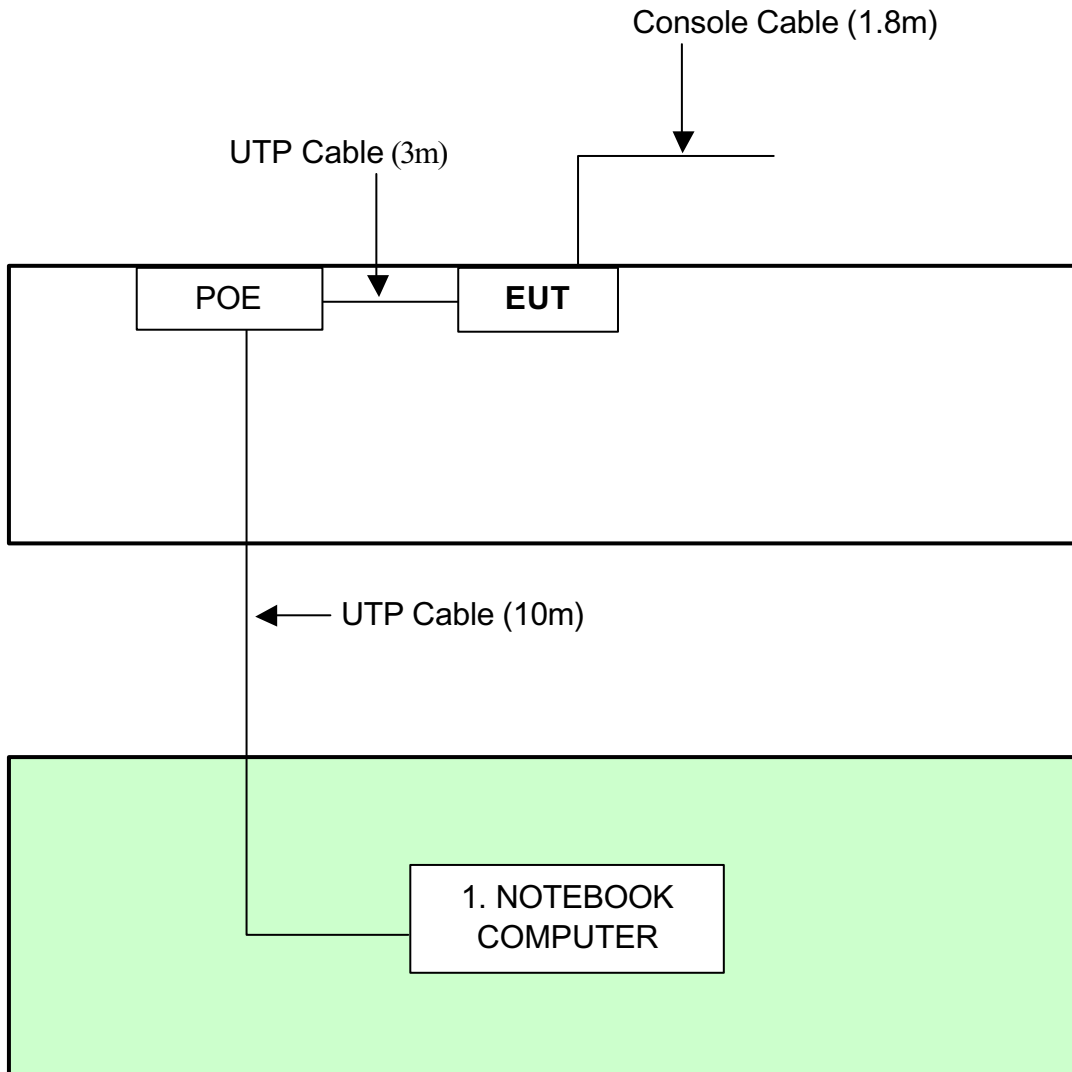 Console Cable (1.8m)
UTP Cable (3m)
POE
EUT
UTP Cable (10m)
1. NOTEBOOK
COMPUTER